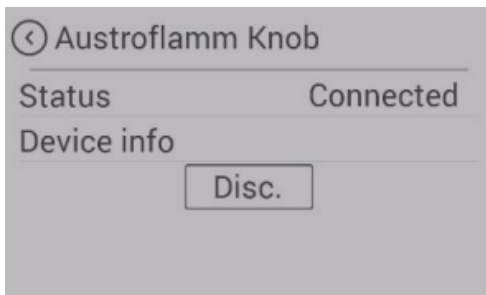 Austroflamm Knob
Status Connected
Device info
Disc.